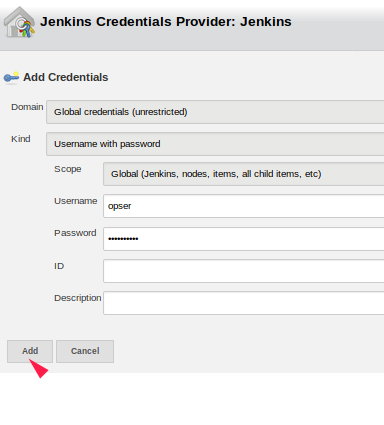 Jenkins Credentials Provider: Jenkins
Add Credentials
Domain
Global credentials (unrestricted)
Kind
Username with password
Scope
Global (Jenkins, nodes, items, all child items, etc)
Username
opser
Password
••••••••••
ID
Description
Add
Cancel